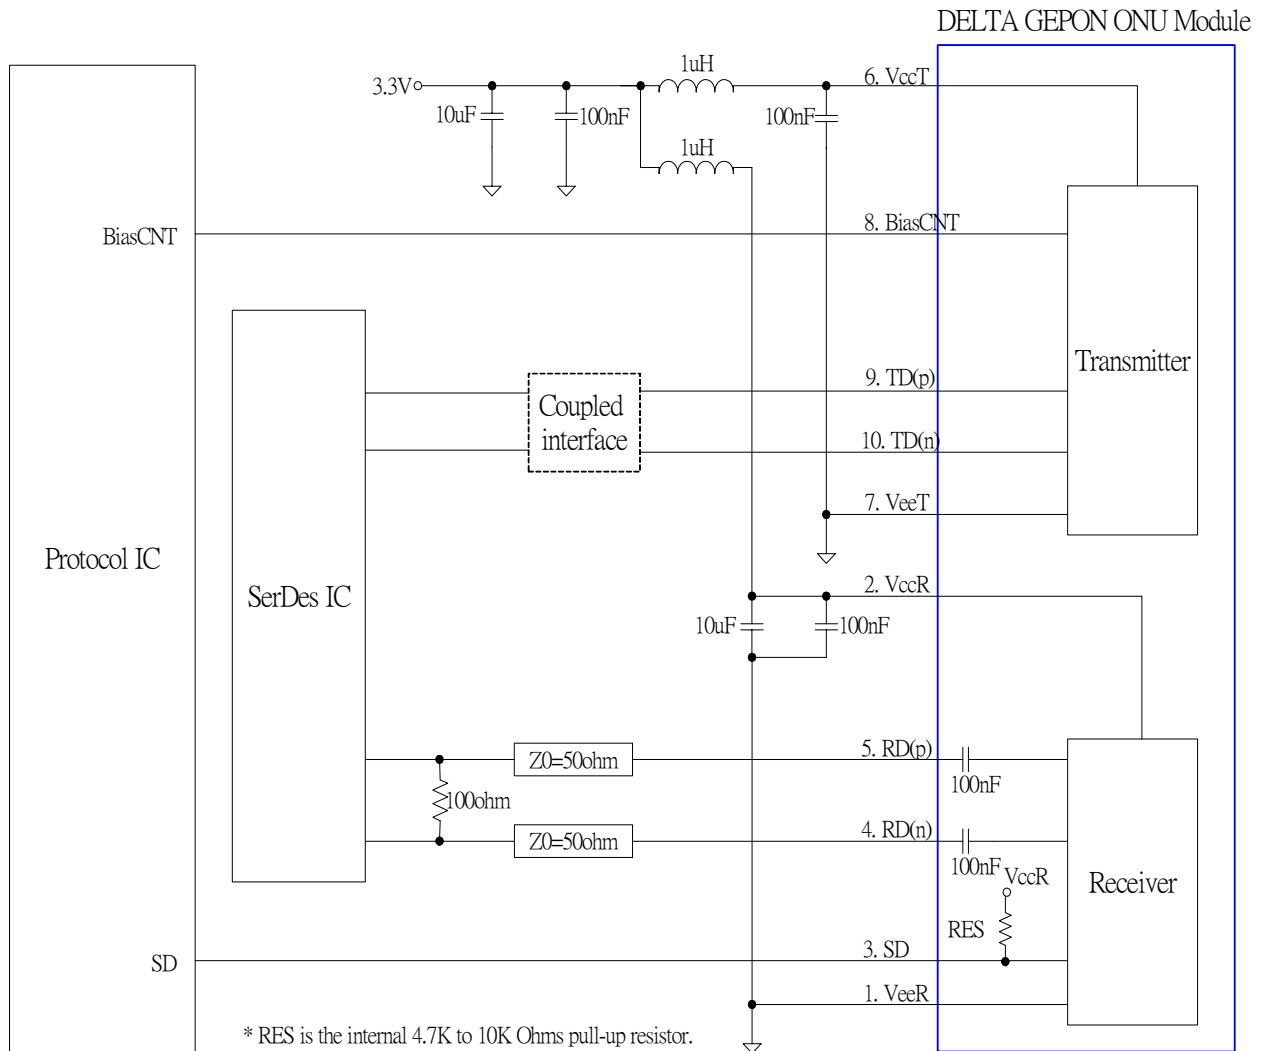 DELTA GEPON ONU Module
1uH
6. VccT
3.3V
10uF
100nF
100nF
1uH
BiasCNT
8. BiasCNT
Transmitter
9. TD(p)
Coupled
interface
10. TD(n)
7. VeeT
Protocol IC
SerDes IC
2. VccR
10uF
100nF
Z0=50ohm
5. RD(p)
100nF
100ohm
Z0=50ohm
4. RD(n)
100nF
VccR
Receiver
RES
SD
3. SD
1. VeeR
* RES is the internal 4.7K to 10K Ohms pull-up resistor.